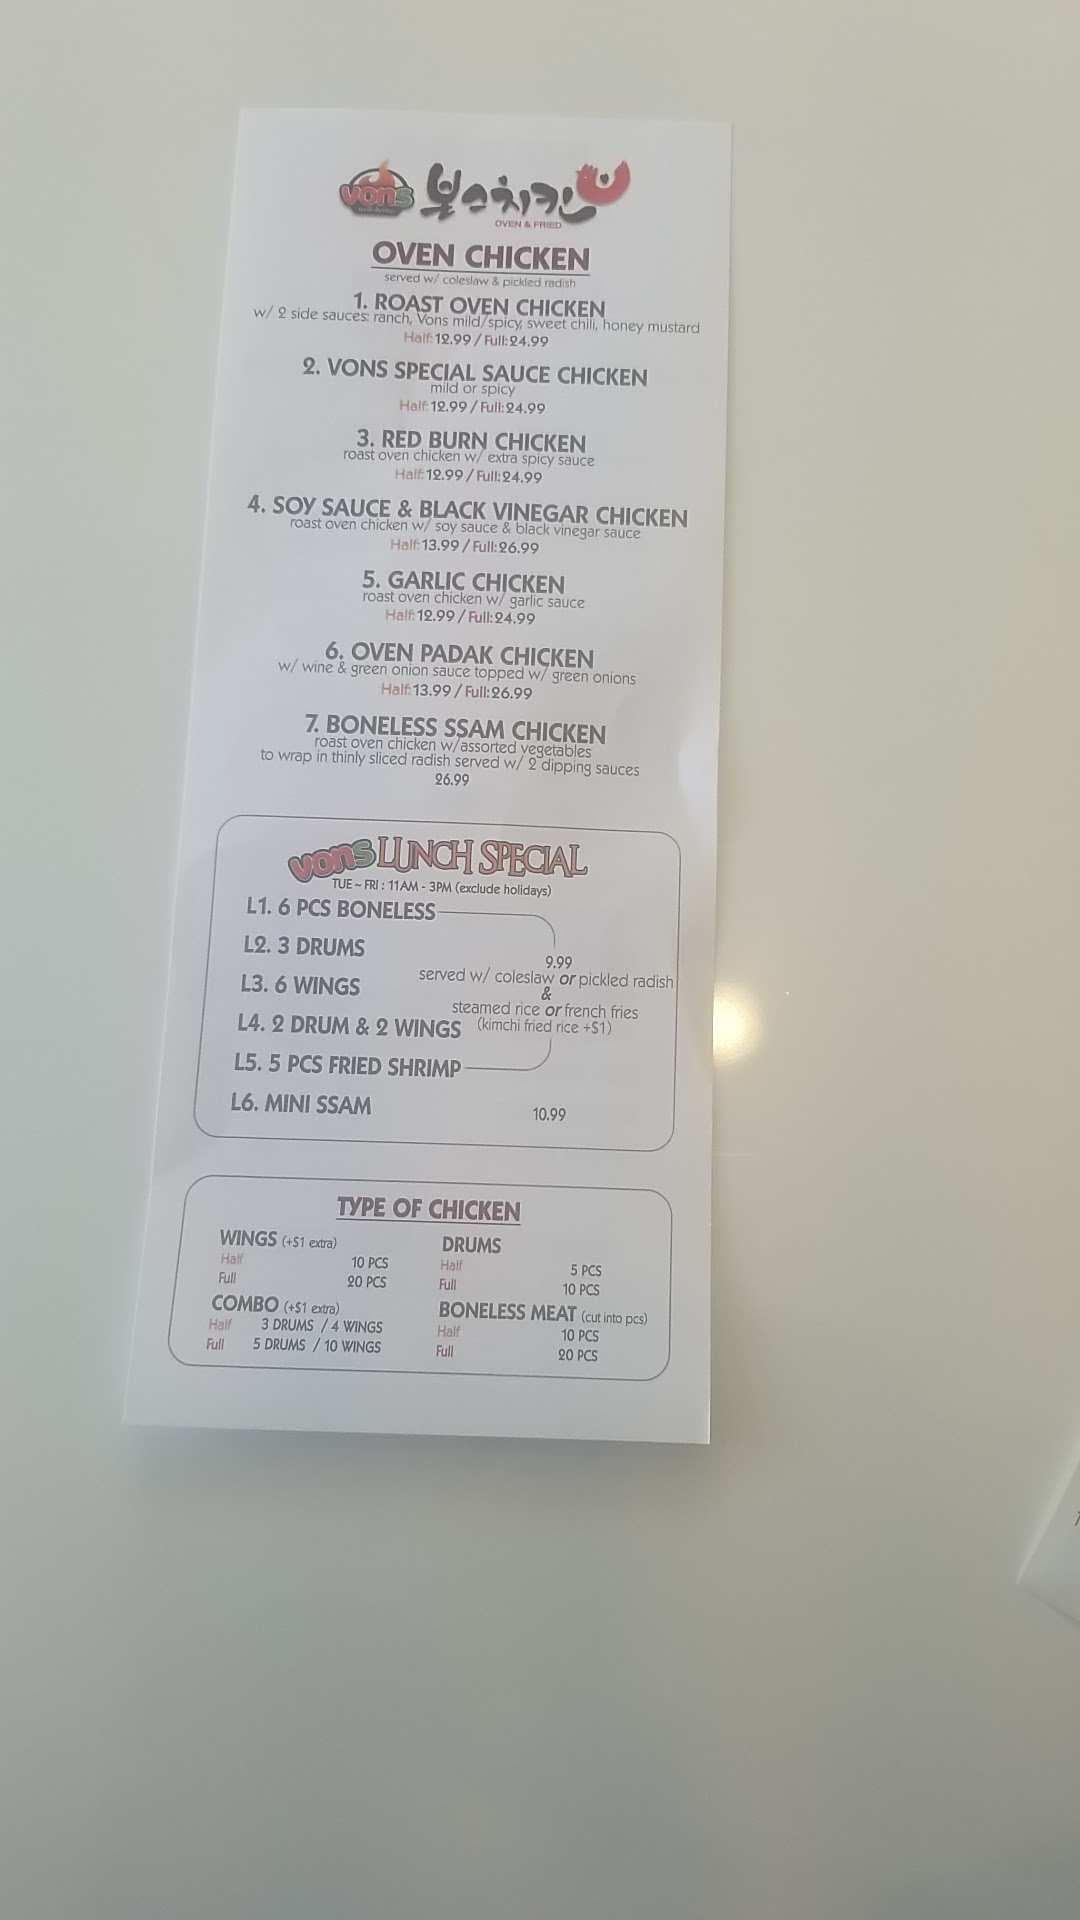 vons 본스치킨
OVEN & FRIED
OVEN CHICKEN
served w/ coleslaw & pickled radish
1. ROAST OVEN CHICKEN
w/ 2 side sauces: ranch, Vons mild/spicy, sweet chili, honey mustard
Half: 12.99 / Full: 24.99
2. VONS SPECIAL SAUCE CHICKEN
mild or spicy
Half: 12.99 / Full: 24.99
3. RED BURN CHICKEN
roast oven chicken w/ extra spicy sauce
Half: 12.99 / Full: 24.99
4. SOY SAUCE & BLACK VINEGAR CHICKEN
roast oven chicken w/ soy sauce & black vinegar sauce
Half: 13.99 / Full: 26.99
5. GARLIC CHICKEN
roast oven chicken w/ garlic sauce
Half: 12.99 / Full: 24.99
6. OVEN PADAK CHICKEN
w/ wine & green onion sauce topped w/ green onions
Half: 13.99 / Full: 26.99
7. BONELESS SSAM CHICKEN
roast oven chicken w/assorted vegetables
to wrap in thinly sliced radish served w/ 2 dipping sauces
26.99
vons LUNCH SPECIAL
TUE ~ FRI : 11AM - 3PM (exclude holidays)
L1. 6 PCS BONELESS
L2. 3 DRUMS
L3. 6 WINGS
L4. 2 DRUM & 2 WINGS
L5. 5 PCS FRIED SHRIMP
9.99
served w/ coleslaw or pickled radish
&
steamed rice or french fries
(kimchi fried rice +$1)
L6. MINI SSAM 10.99
TYPE OF CHICKEN
WINGS (+$1 extra)
Half 10 PCS
Full 20 PCS
DRUMS
Half 5 PCS
Full 10 PCS
COMBO (+$1 extra)
Half 3 DRUMS / 4 WINGS
Full 5 DRUMS / 10 WINGS
BONELESS MEAT (cut into pcs)
Half 10 PCS
Full 20 PCS